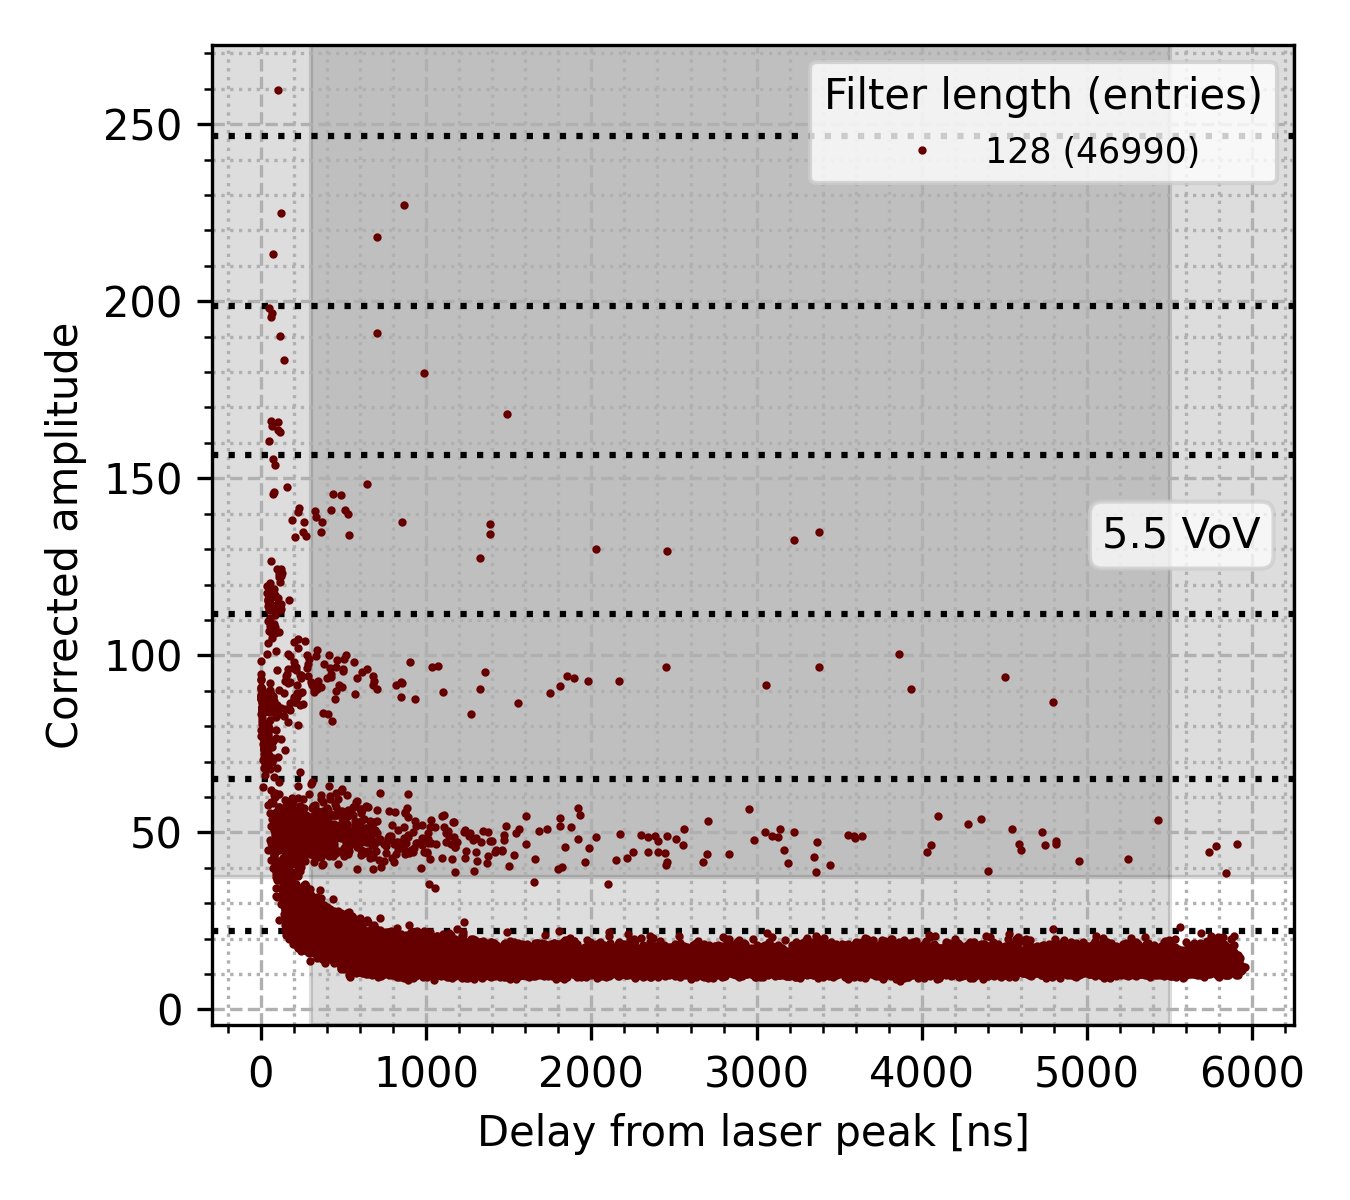 Filter length (entries)
128 (46990)
5.5 VoV
250
200
150
100
50
0
Corrected amplitude
0 1000 2000 3000 4000 5000 6000
Delay from laser peak [ns]